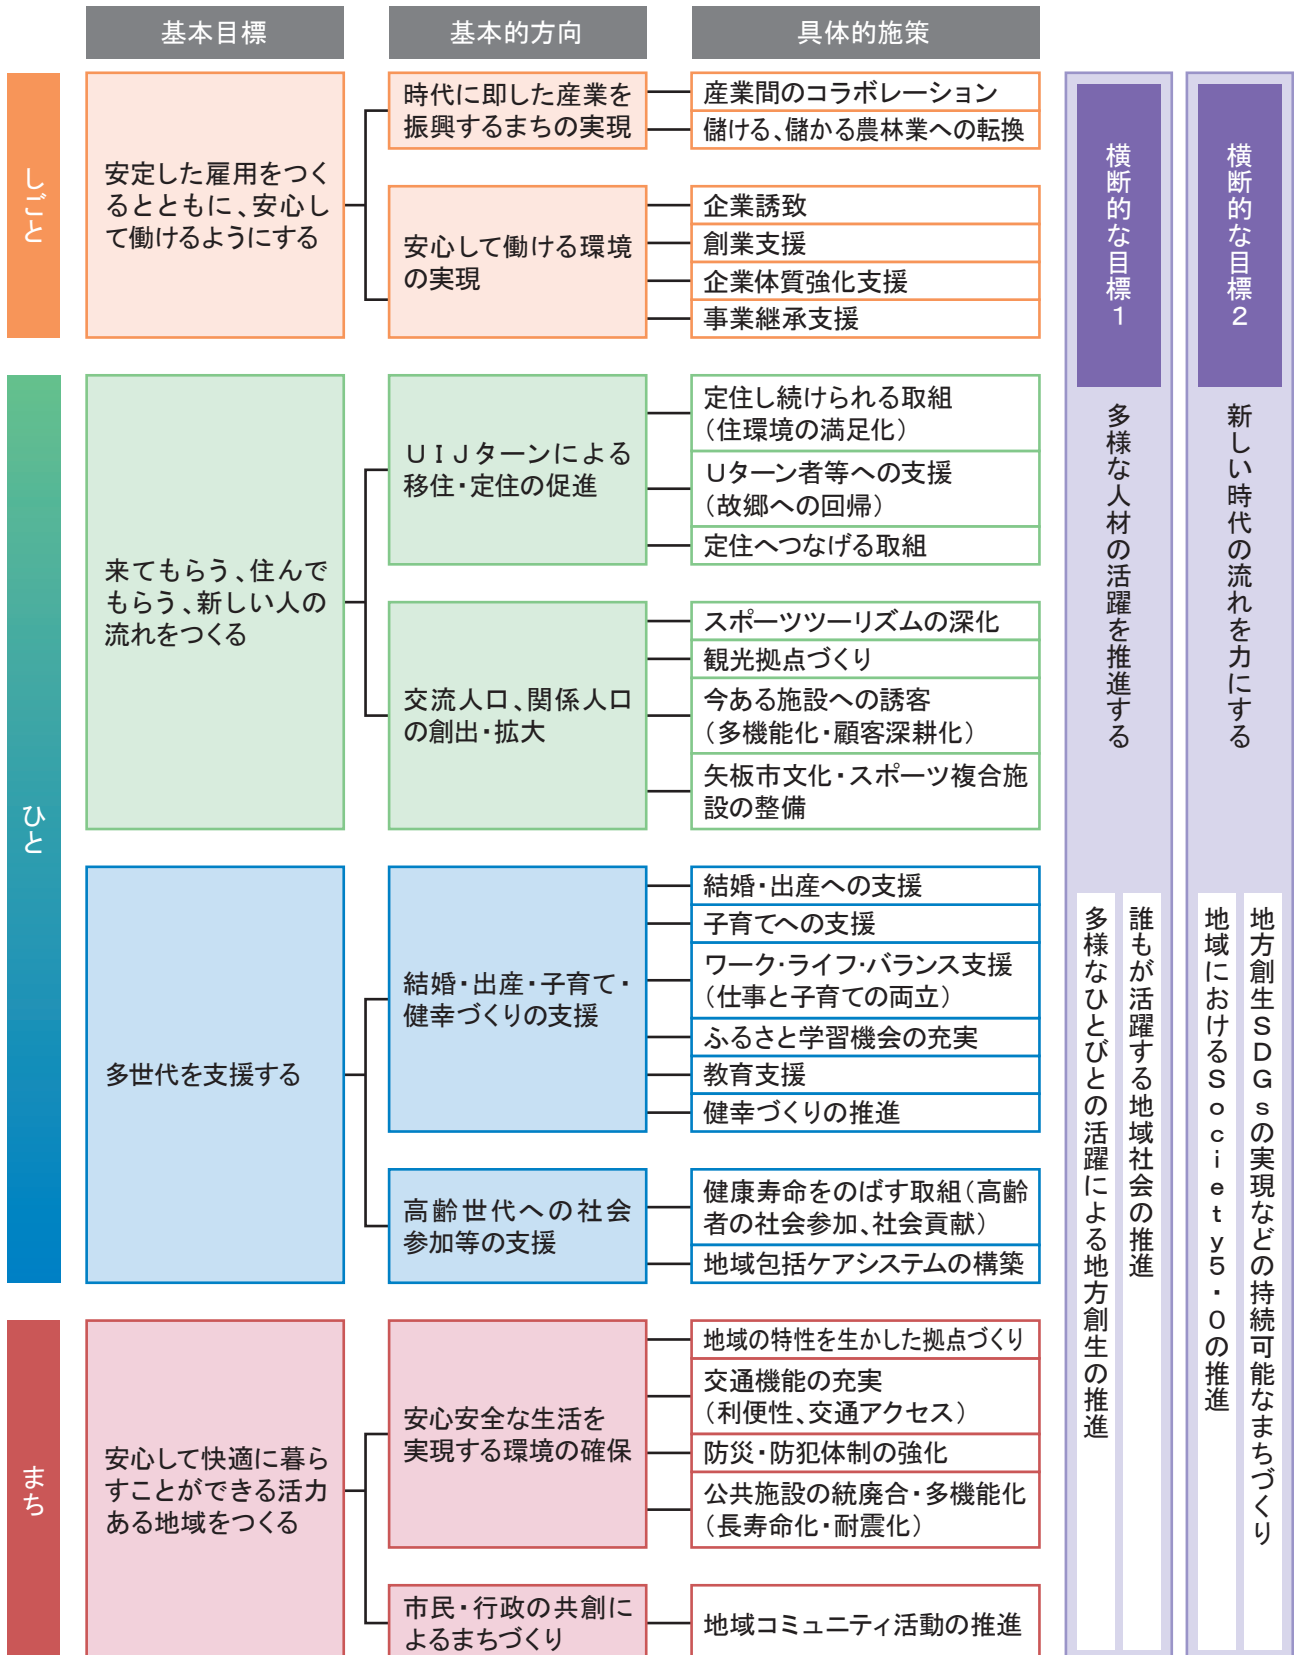 基本目標
基本的方向
具体的施策
しごと
安定した雇用をつく
るとともに、安心し
て働けるようにする
時代に即した産業を
振興するまちの実現
産業間のコラボレーション
儲ける、儲かる農林業への転換
安心して働ける環境
の実現
企業誘致
創業支援
企業体質強化支援
事業継承支援
ひと
来てもらう、住んで
もらう、新しい人の
流れをつくる
UIJターンによる
移住・定住の促進
定住し続けられる取組
（住環境の満足化）
Uターン者等への支援
（故郷への回帰）
定住へつなげる取組
交流人口、関係人口
の創出・拡大
スポーツツーリズムの深化
観光拠点づくり
今ある施設への誘客
（多機能化・顧客深耕化）
矢板市文化・スポーツ複合施
設の整備
多世代を支援する
結婚・出産・子育て・
健幸づくりの支援
結婚・出産への支援
子育てへの支援
ワーク・ライフ・バランス支援
（仕事と子育ての両立）
ふるさと学習機会の充実
教育支援
健幸づくりの推進
高齢世代への社会
参加等の支援
健康寿命をのばす取組（高齢
者の社会参加、社会貢献）
地域包括ケアシステムの構築
まち
安心して快適に暮ら
すことができる活力
ある地域をつくる
安心安全な生活を
実現する環境の確保
地域の特性を生かした拠点づくり
交通機能の充実
（利便性、交通アクセス）
防災・防犯体制の強化
公共施設の統廃合・多機能化
（長寿命化・耐震化）
市民・行政の共創に
よるまちづくり
地域コミュニティ活動の推進
横断的な目標1
多様な人材の活躍を推進する
誰もが活躍する地域社会の推進
多様なひとびとの活躍による地方創生の推進
横断的な目標2
新しい時代の流れを力にする
地方創生SDGsの実現などの持続可能なまちづくり
地域におけるSociety5・0の推進